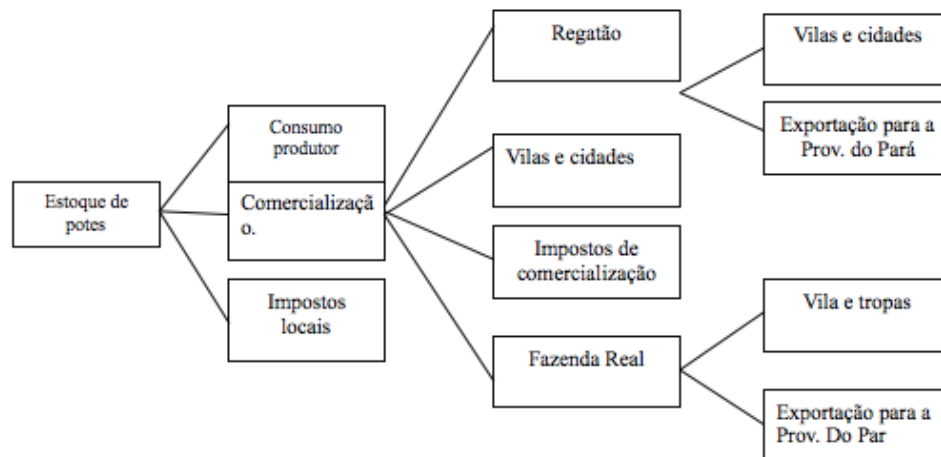 Estoque de
potes
Consumo
produtor
Comercializaçã
o.
Impostos
locais
Regatão
Vilas e cidades
Impostos de
comercialização
Fazenda Real
Vilas e cidades
Exportação para a
Prov. do Pará
Vila e tropas
Exportação para a
Prov. Do Par